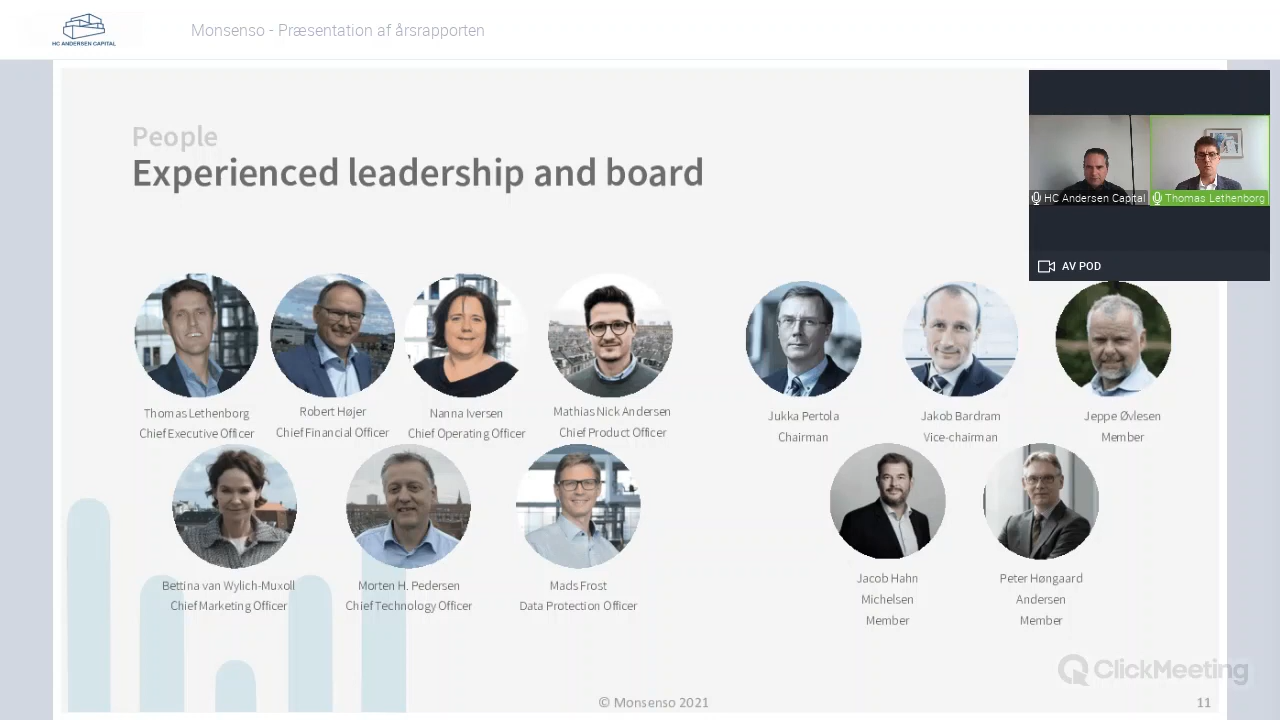 HC ANDERSEN CAPITAL
Monsenso - Præsentation af årsrapporten
People
Experienced leadership and board
HC Andersen Capital
Thomas Lethenborg
AV POD
Thomas Lethenborg
Chief Executive Officer
Robert Højer
Chief Financial Officer
Nanna Iversen
Chief Operating Officer
Mathias Nick Andersen
Chief Product Officer
Jukka Pertola
Chairman
Jakob Bardram
Vice-chairman
Jeppe Øvlesen
Member
Bettina van Wylich-Muxoll
Chief Marketing Officer
Morten H. Pedersen
Chief Technology Officer
Mads Frost
Data Protection Officer
Jacob Hahn
Michelsen
Member
Peter Høngaard
Andersen
Member
ClickMeeting
© Monsenso 2021
11